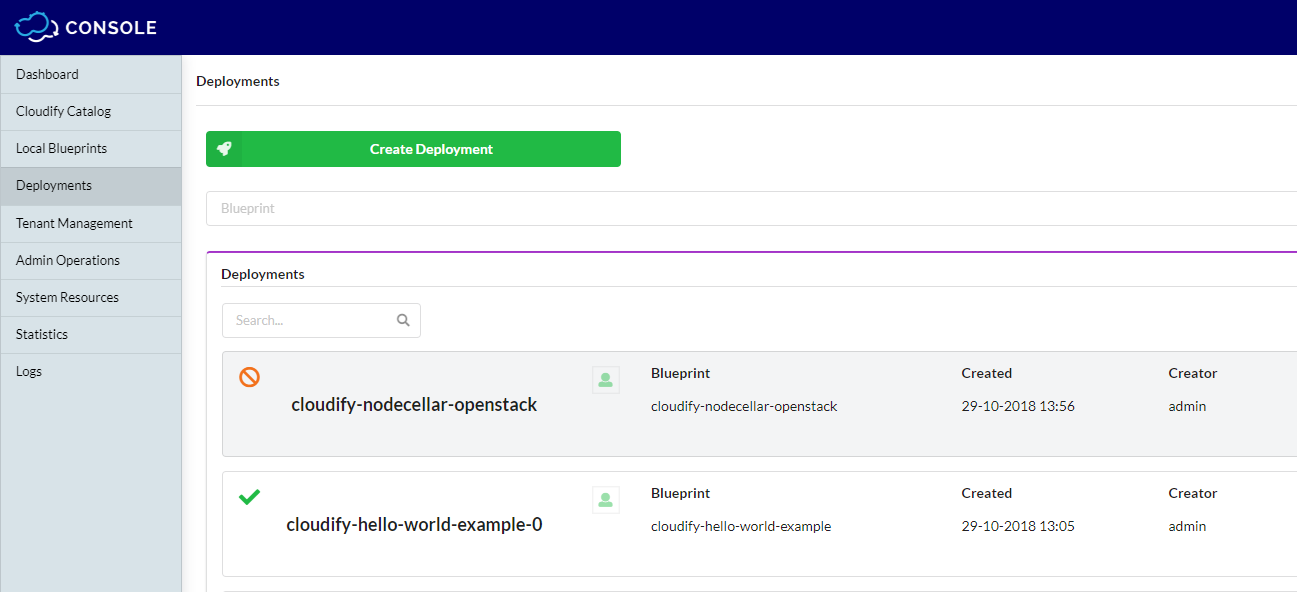 CONSOLE
Dashboard
Cloudify Catalog
Local Blueprints
Deployments
Tenant Management
Admin Operations
System Resources
Statistics
Logs
Deployments
Create Deployment
Blueprint
Deployments
Search...
cloudify-nodecellar-openstack
Blueprint
cloudify-nodecellar-openstack
Created
29-10-2018 13:56
Creator
admin
cloudify-hello-world-example-0
Blueprint
cloudify-hello-world-example
Created
29-10-2018 13:05
Creator
admin